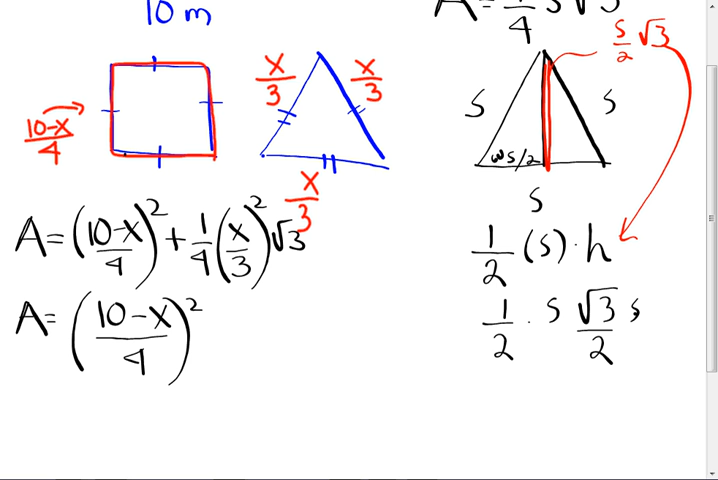 10 m
A = 1/4 s √3
s/2 √3
x/3
x/3
10-x/4
s
s
s/2
x/3
s
A = (10-x/4)² + 1/4 (x/3)² √3
1/2 (s) · h
A = (10-x/4)²
1/2 · s √3/2 s